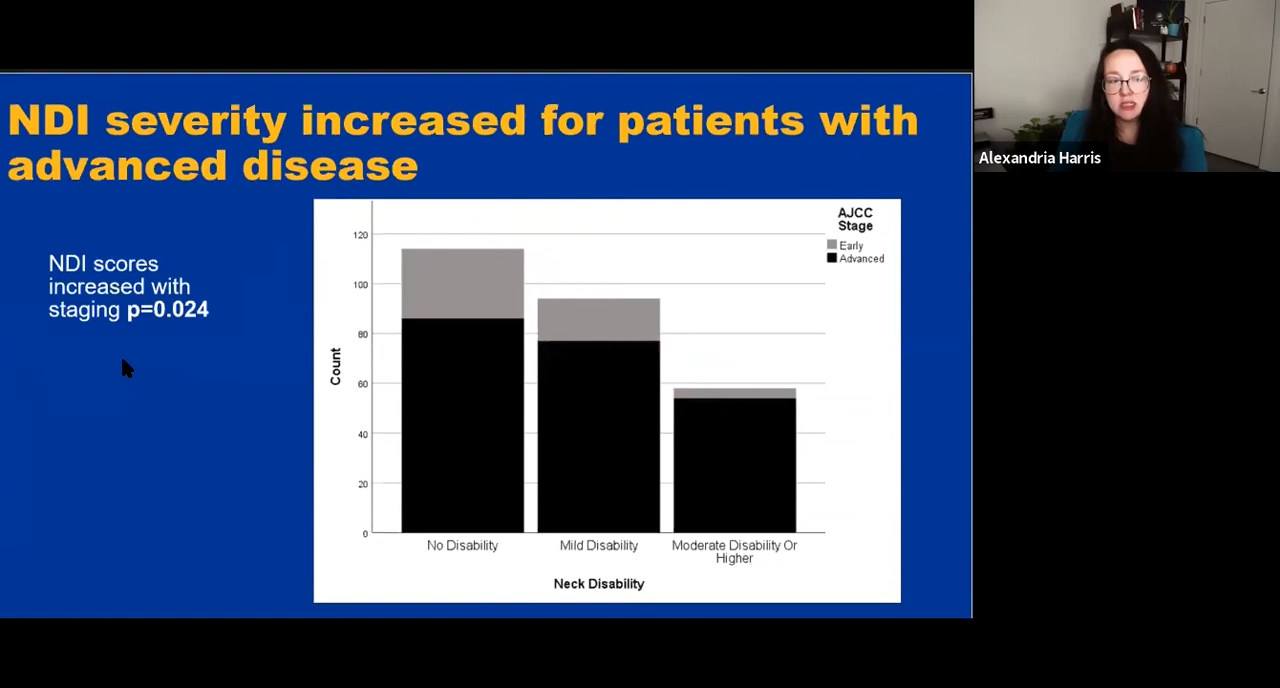 NDI severity increased for patients with
advanced disease
NDI scores
increased with
staging p=0.024
AJCC
Stage
Early
Advanced
120
100
80
60
40
20
0
Count
No Disability
Mild Disability
Moderate Disability Or
Higher
Neck Disability
Alexandria Harris